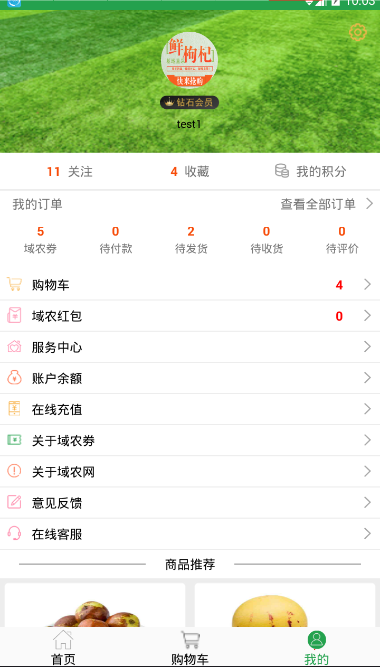 10:03
鲜枸杞
快来抢购
钻石会员
test1
11 关注 4 收藏 我的积分
我的订单 查看全部订单
5 0 2 0 0
域农券 待付款 待发货 待收货 待评价
购物车 4
域农红包 0
服务中心
账户余额
在线充值
关于域农券
关于域农网
意见反馈
在线客服
商品推荐
首页 购物车 我的